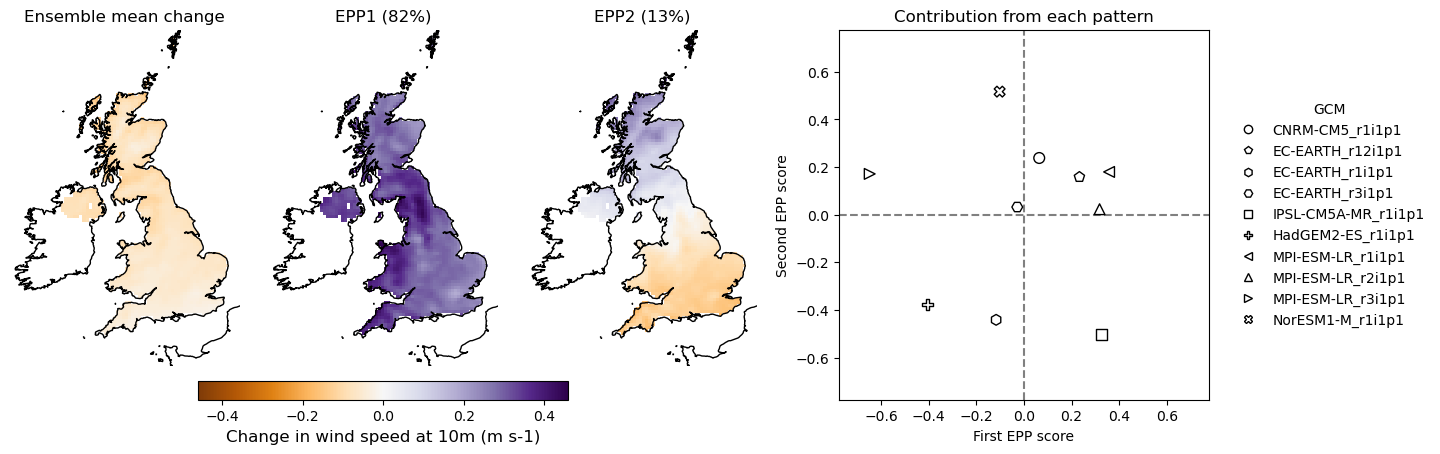 Ensemble mean change
EPP1 (82%)
EPP2 (13%)
−0.4
−0.2
0.0
0.2
0.4
Change in wind speed at 10m (m s-1)
Contribution from each pattern
Second EPP score
0.6
0.4
0.2
0.0
−0.2
−0.4
−0.6
−0.6
−0.4
−0.2
0.0
0.2
0.4
0.6
First EPP score
GCM
CNRM-CM5_r1i1p1
EC-EARTH_r12i1p1
EC-EARTH_r1i1p1
EC-EARTH_r3i1p1
IPSL-CM5A-MR_r1i1p1
HadGEM2-ES_r1i1p1
MPI-ESM-LR_r1i1p1
MPI-ESM-LR_r2i1p1
MPI-ESM-LR_r3i1p1
NorESM1-M_r1i1p1